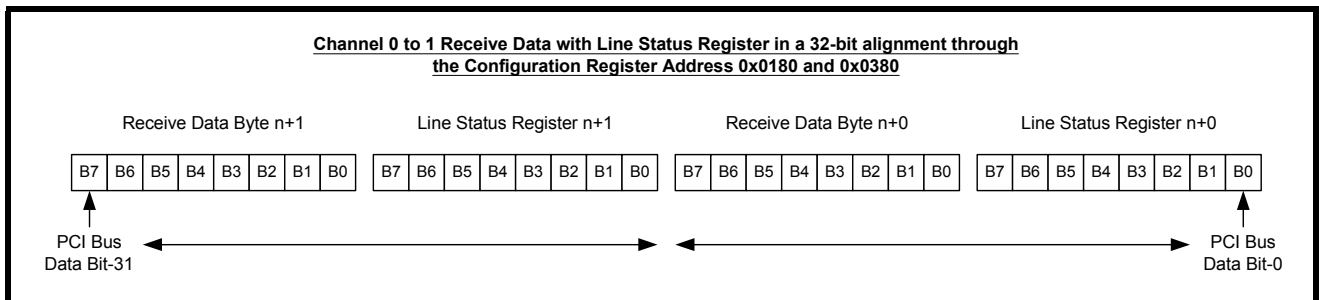 Channel 0 to 1 Receive Data with Line Status Register in a 32-bit alignment through
the Configuration Register Address 0x0180 and 0x0380
Receive Data Byte n+1 Line Status Register n+1 Receive Data Byte n+0 Line Status Register n+0
B7 B6 B5 B4 B3 B2 B1 B0 B7 B6 B5 B4 B3 B2 B1 B0 B7 B6 B5 B4 B3 B2 B1 B0 B7 B6 B5 B4 B3 B2 B1 B0
PCI Bus PCI Bus
Data Bit-31 Data Bit-0